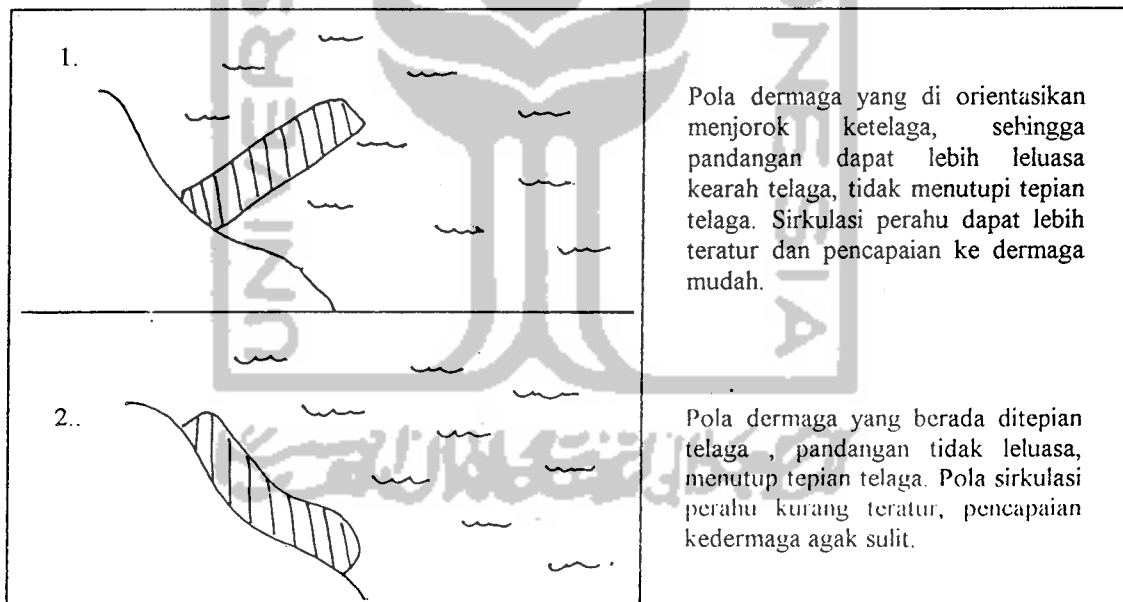 1.
Pola dermaga yang di orientasikan
menjorok ketelaga, sehingga
pandangan dapat lebih leluasa
kearah telaga, tidak menutupi tepian
telaga. Sirkulasi perahu dapat lebih
teratur dan pencapaian ke dermaga
mudah.
2..
Pola dermaga yang berada ditepian
telaga , pandangan tidak leluasa,
menutup tepian telaga. Pola sirkulasi
perahu kurang teratur, pencapaian
kedermaga agak sulit.
UNIVERS
ONESIA